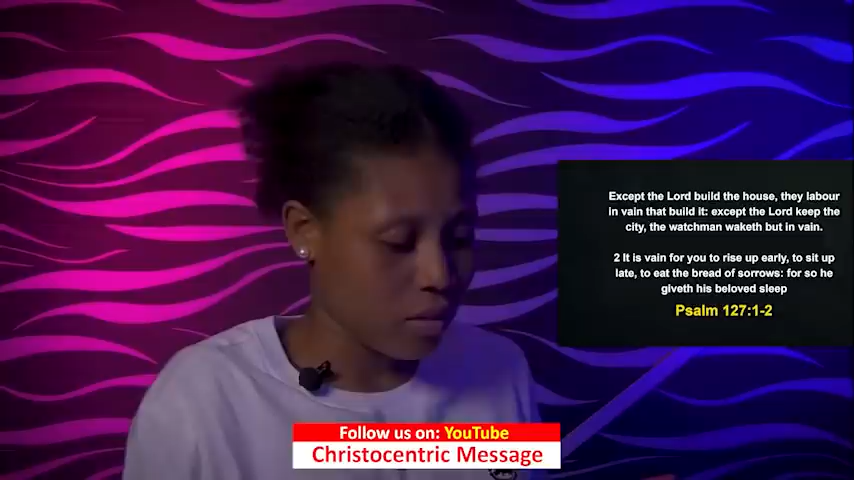 Except the Lord build the house, they labour
in vain that build it: except the Lord keep the
city, the watchman waketh but in vain.
2 It is vain for you to rise up early, to sit up
late, to eat the bread of sorrows: for so he
giveth his beloved sleep
Psalm 127:1-2
Follow us on: YouTube
Christocentric Message